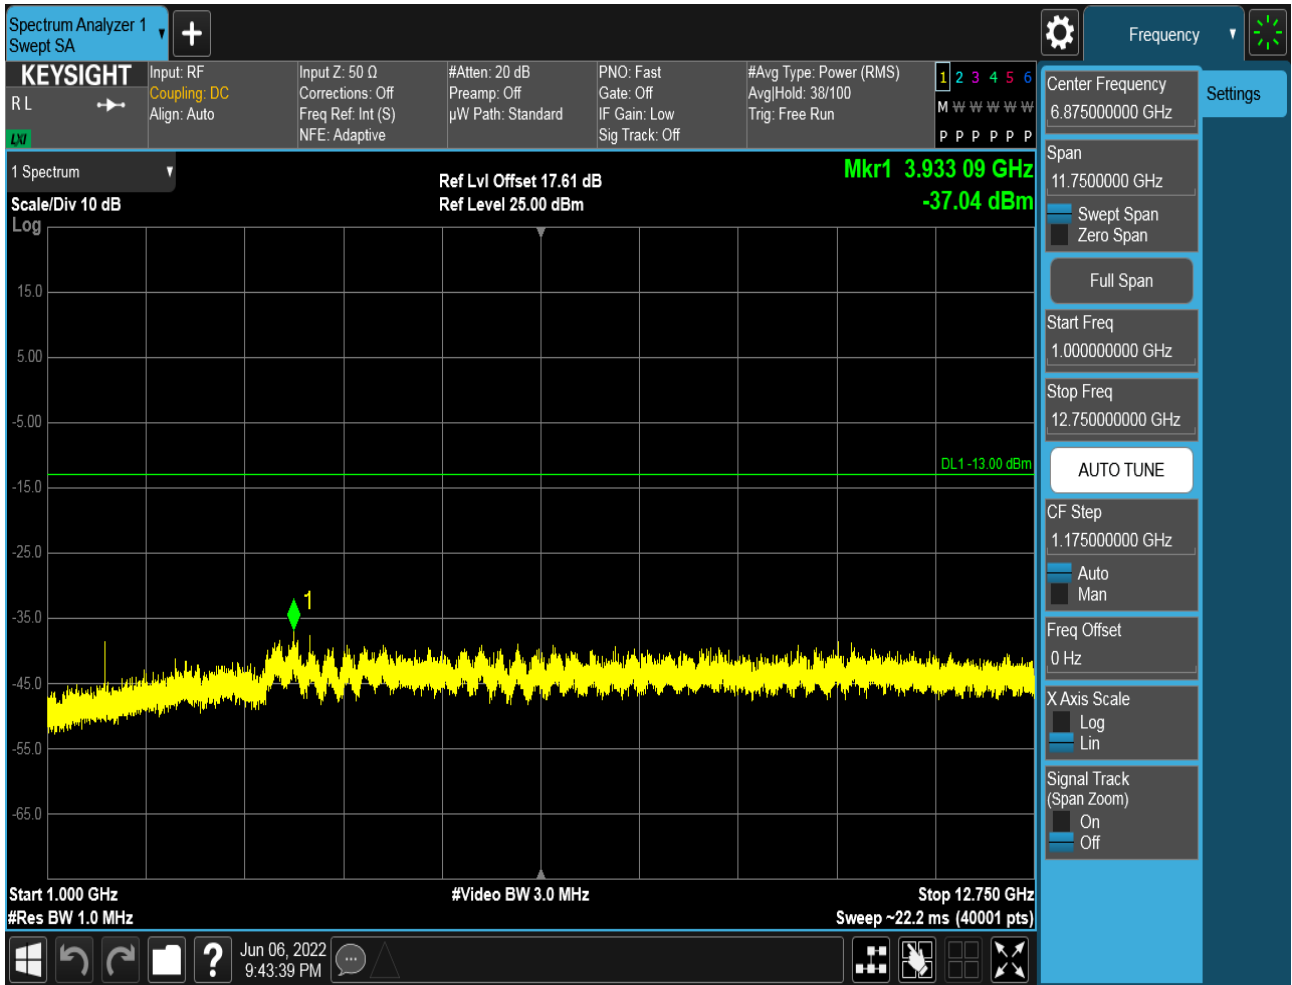 Spectrum Analyzer 1
Swept SA
Frequency
KEYSIGHT
R L
LXI
Input: RF
Coupling: DC
Align: Auto
Input Z: 50 Ω
Corrections: Off
Freq Ref: Int (S)
NFE: Adaptive
#Atten: 20 dB
Preamp: Off
µW Path: Standard
PNO: Fast
Gate: Off
IF Gain: Low
Sig Track: Off
#Avg Type: Power (RMS)
Avg|Hold: 38/100
Trig: Free Run
1 2 3 4 5 6
M W W W W W
P P P P P P
1 Spectrum
Scale/Div 10 dB
Log
Ref Lvl Offset 17.61 dB
Ref Level 25.00 dBm
Mkr1 3.933 09 GHz
-37.04 dBm
15.0
5.00
-5.00
-15.0
-25.0
-35.0
-45.0
-55.0
-65.0
DL1 -13.00 dBm
1
Start 1.000 GHz
#Res BW 1.0 MHz
#Video BW 3.0 MHz
Stop 12.750 GHz
Sweep ~22.2 ms (40001 pts)
Center Frequency
6.875000000 GHz
Settings
Span
11.7500000 GHz
Swept Span
Zero Span
Full Span
Start Freq
1.000000000 GHz
Stop Freq
12.750000000 GHz
AUTO TUNE
CF Step
1.175000000 GHz
Auto
Man
Freq Offset
0 Hz
X Axis Scale
Log
Lin
Signal Track
(Span Zoom)
On
Off
?
Jun 06, 2022
9:43:39 PM